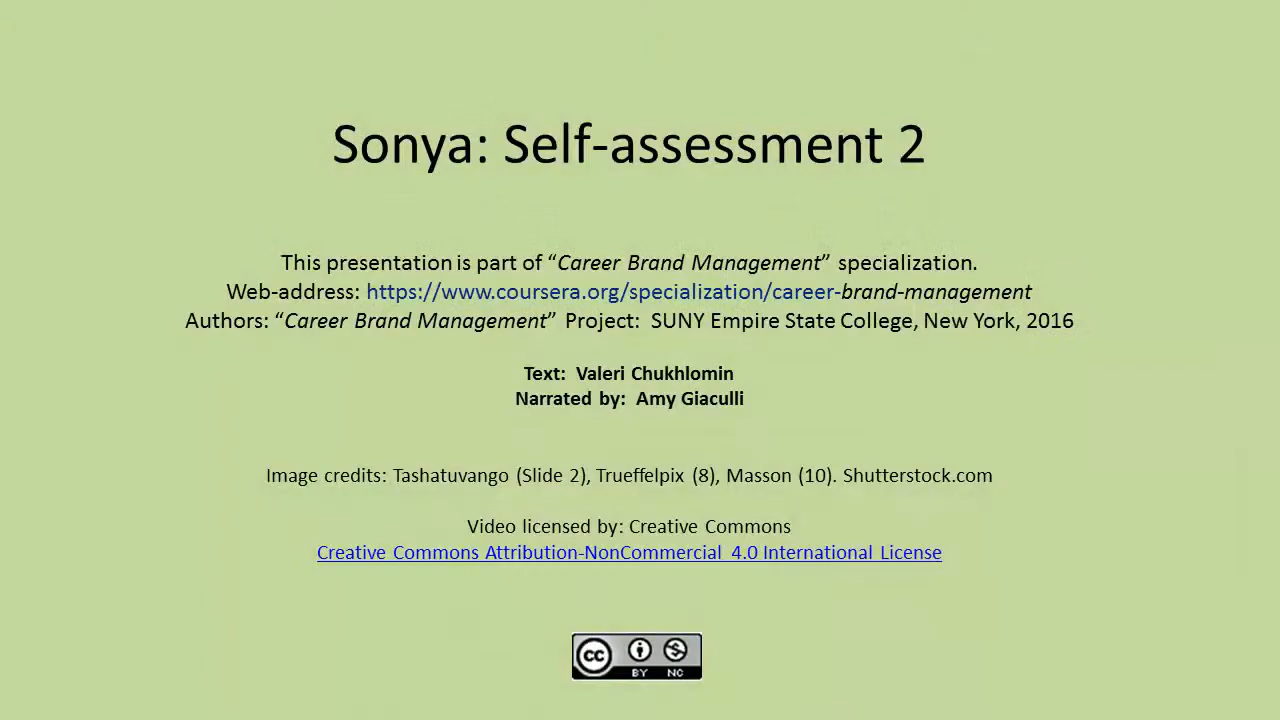 Sonya: Self-assessment 2
This presentation is part of “Career Brand Management” specialization.
Web-address: https://www.coursera.org/specialization/career-brand-management
Authors: “Career Brand Management” Project: SUNY Empire State College, New York, 2016
Text: Valeri Chukhlomin
Narrated by: Amy Giaculli
Image credits: Tashatuvango (Slide 2), Trueffelpix (8), Masson (10). Shutterstock.com
Video licensed by: Creative Commons
Creative Commons Attribution-NonCommercial 4.0 International License
cc
BY NC